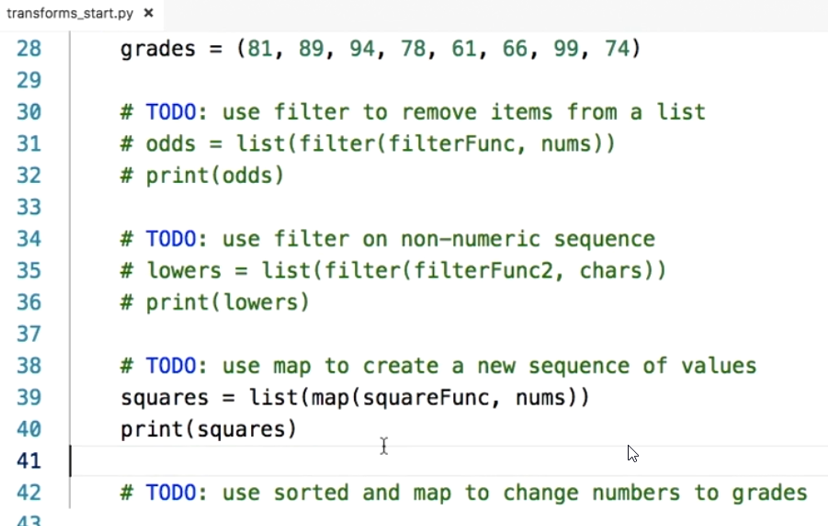 transforms_start.py ×
28 grades = (81, 89, 94, 78, 61, 66, 99, 74)
29
30 # TODO: use filter to remove items from a list
31 # odds = list(filter(filterFunc, nums))
32 # print(odds)
33
34 # TODO: use filter on non-numeric sequence
35 # lowers = list(filter(filterFunc2, chars))
36 # print(lowers)
37
38 # TODO: use map to create a new sequence of values
39 squares = list(map(squareFunc, nums))
40 print(squares)
41
42 # TODO: use sorted and map to change numbers to grades
43